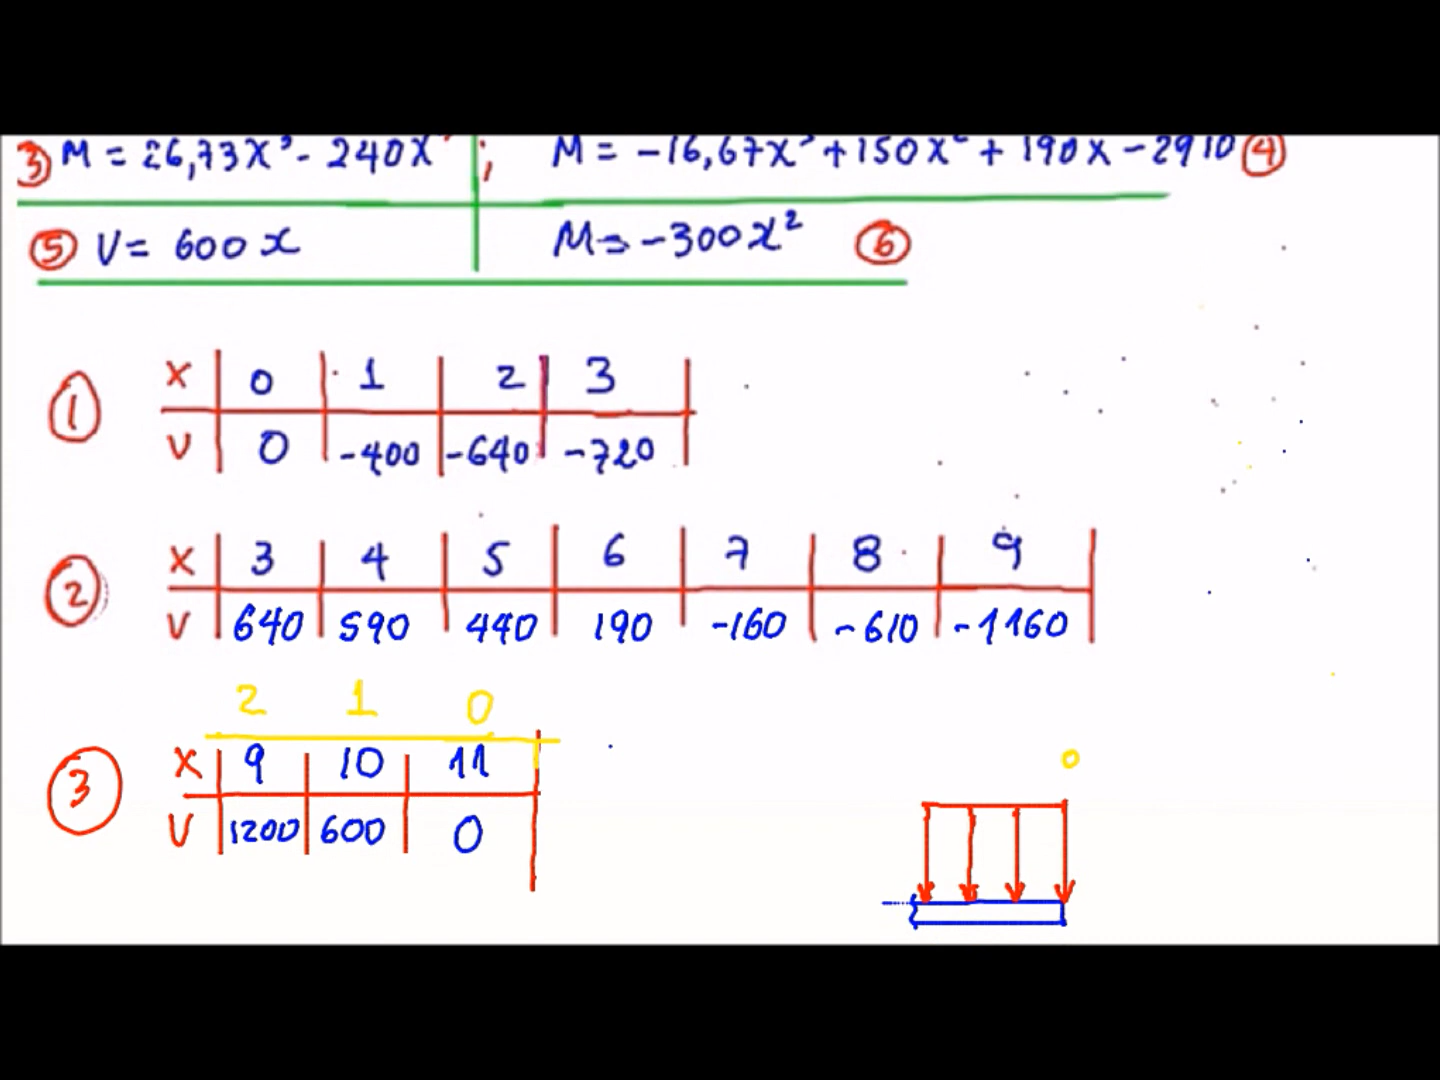 ③ M = 26,73X³ - 240X² ; M = -16,67X³ + 150X² + 190X - 2910 ④
⑤ V = 600 x M = -300x² ⑥
① X 0 1 2 3
V 0 -400 -640 -720
② X 3 4 5 6 7 8 9
V 640 590 440 190 -160 -610 -1160
2 1 0
③ X 9 10 11 0
V 1200 600 0